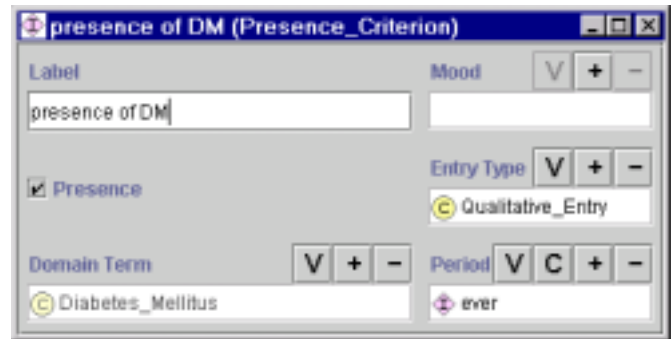 presence of DM (Presence_Criterion)
Label
Mood V + −
presence of DM
Presence
Entry Type V + −
Qualitative_Entry
Domain Term V + −
Period V C + −
Diabetes_Mellitus
ever